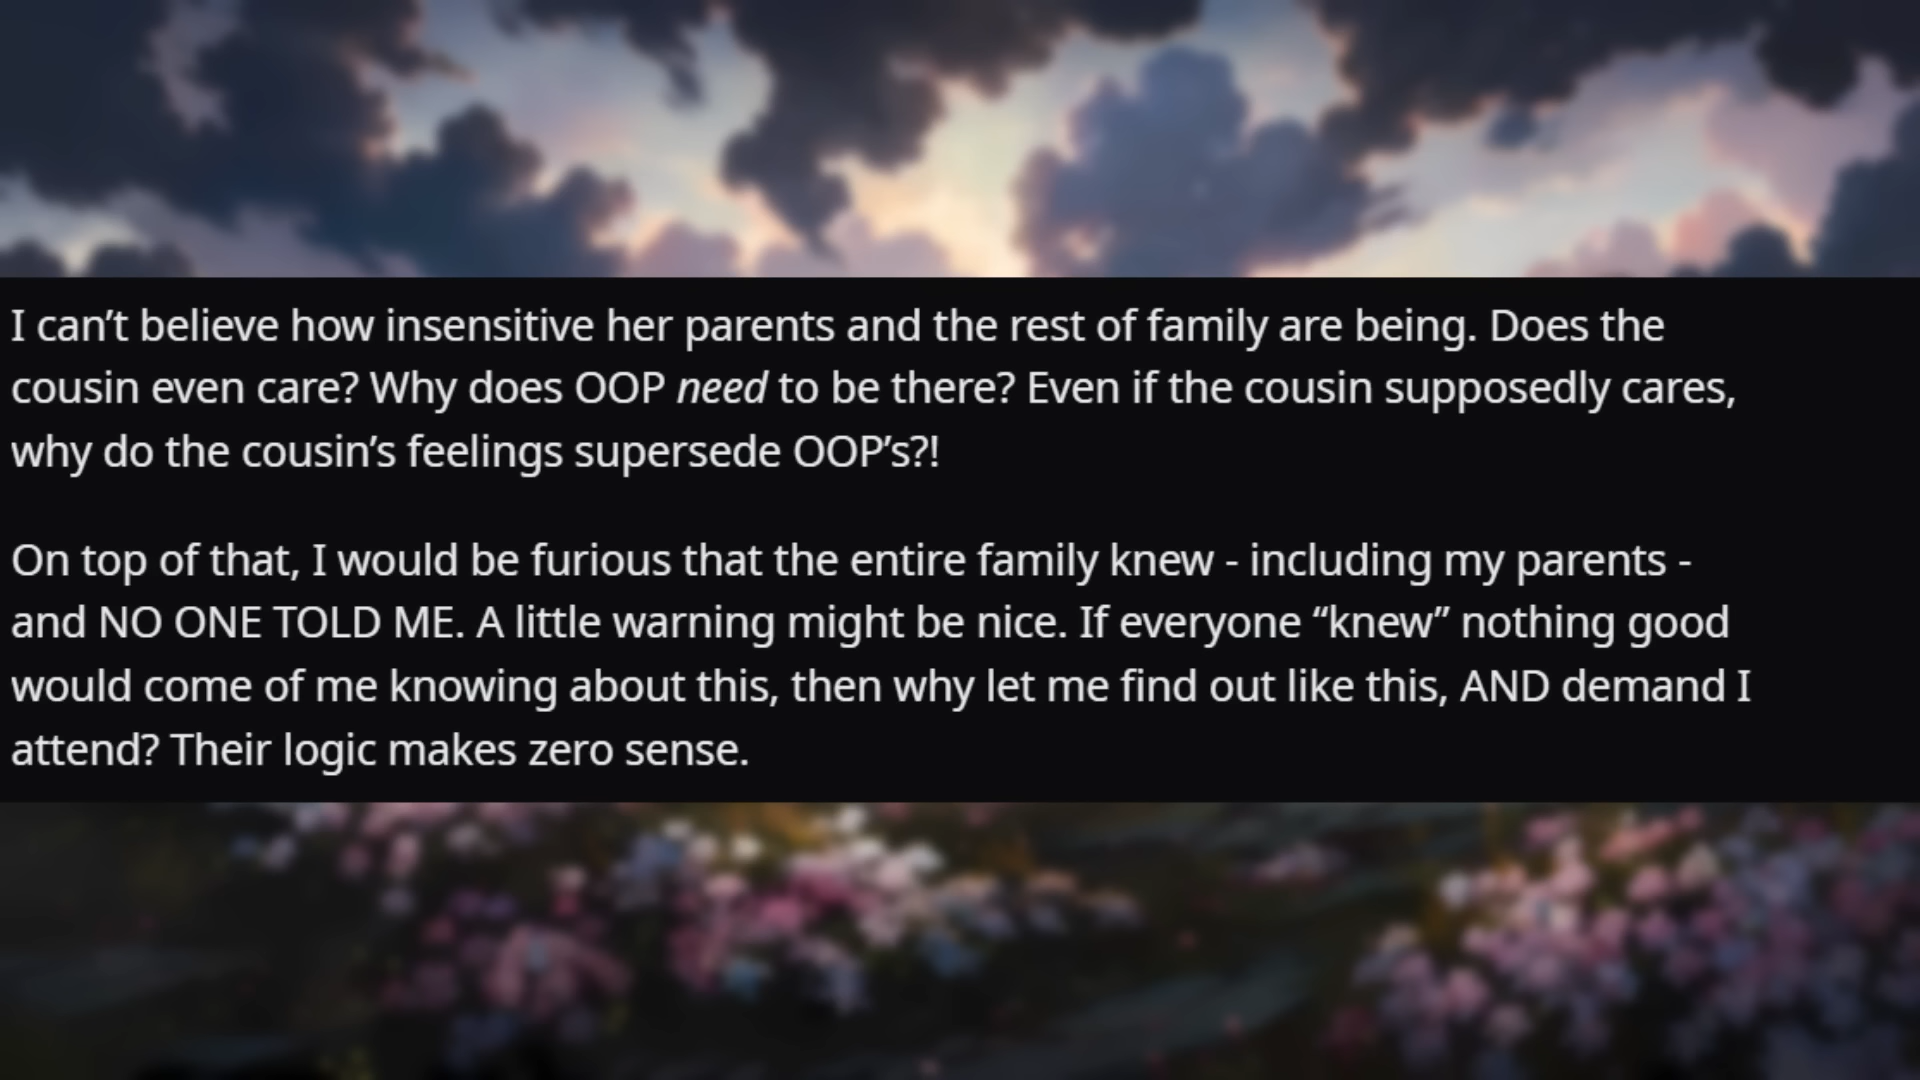 I can’t believe how insensitive her parents and the rest of family are being. Does the
cousin even care? Why does OOP need to be there? Even if the cousin supposedly cares,
why do the cousin’s feelings supersede OOP’s?!
On top of that, I would be furious that the entire family knew - including my parents -
and NO ONE TOLD ME. A little warning might be nice. If everyone “knew” nothing good
would come of me knowing about this, then why let me find out like this, AND demand I
attend? Their logic makes zero sense.